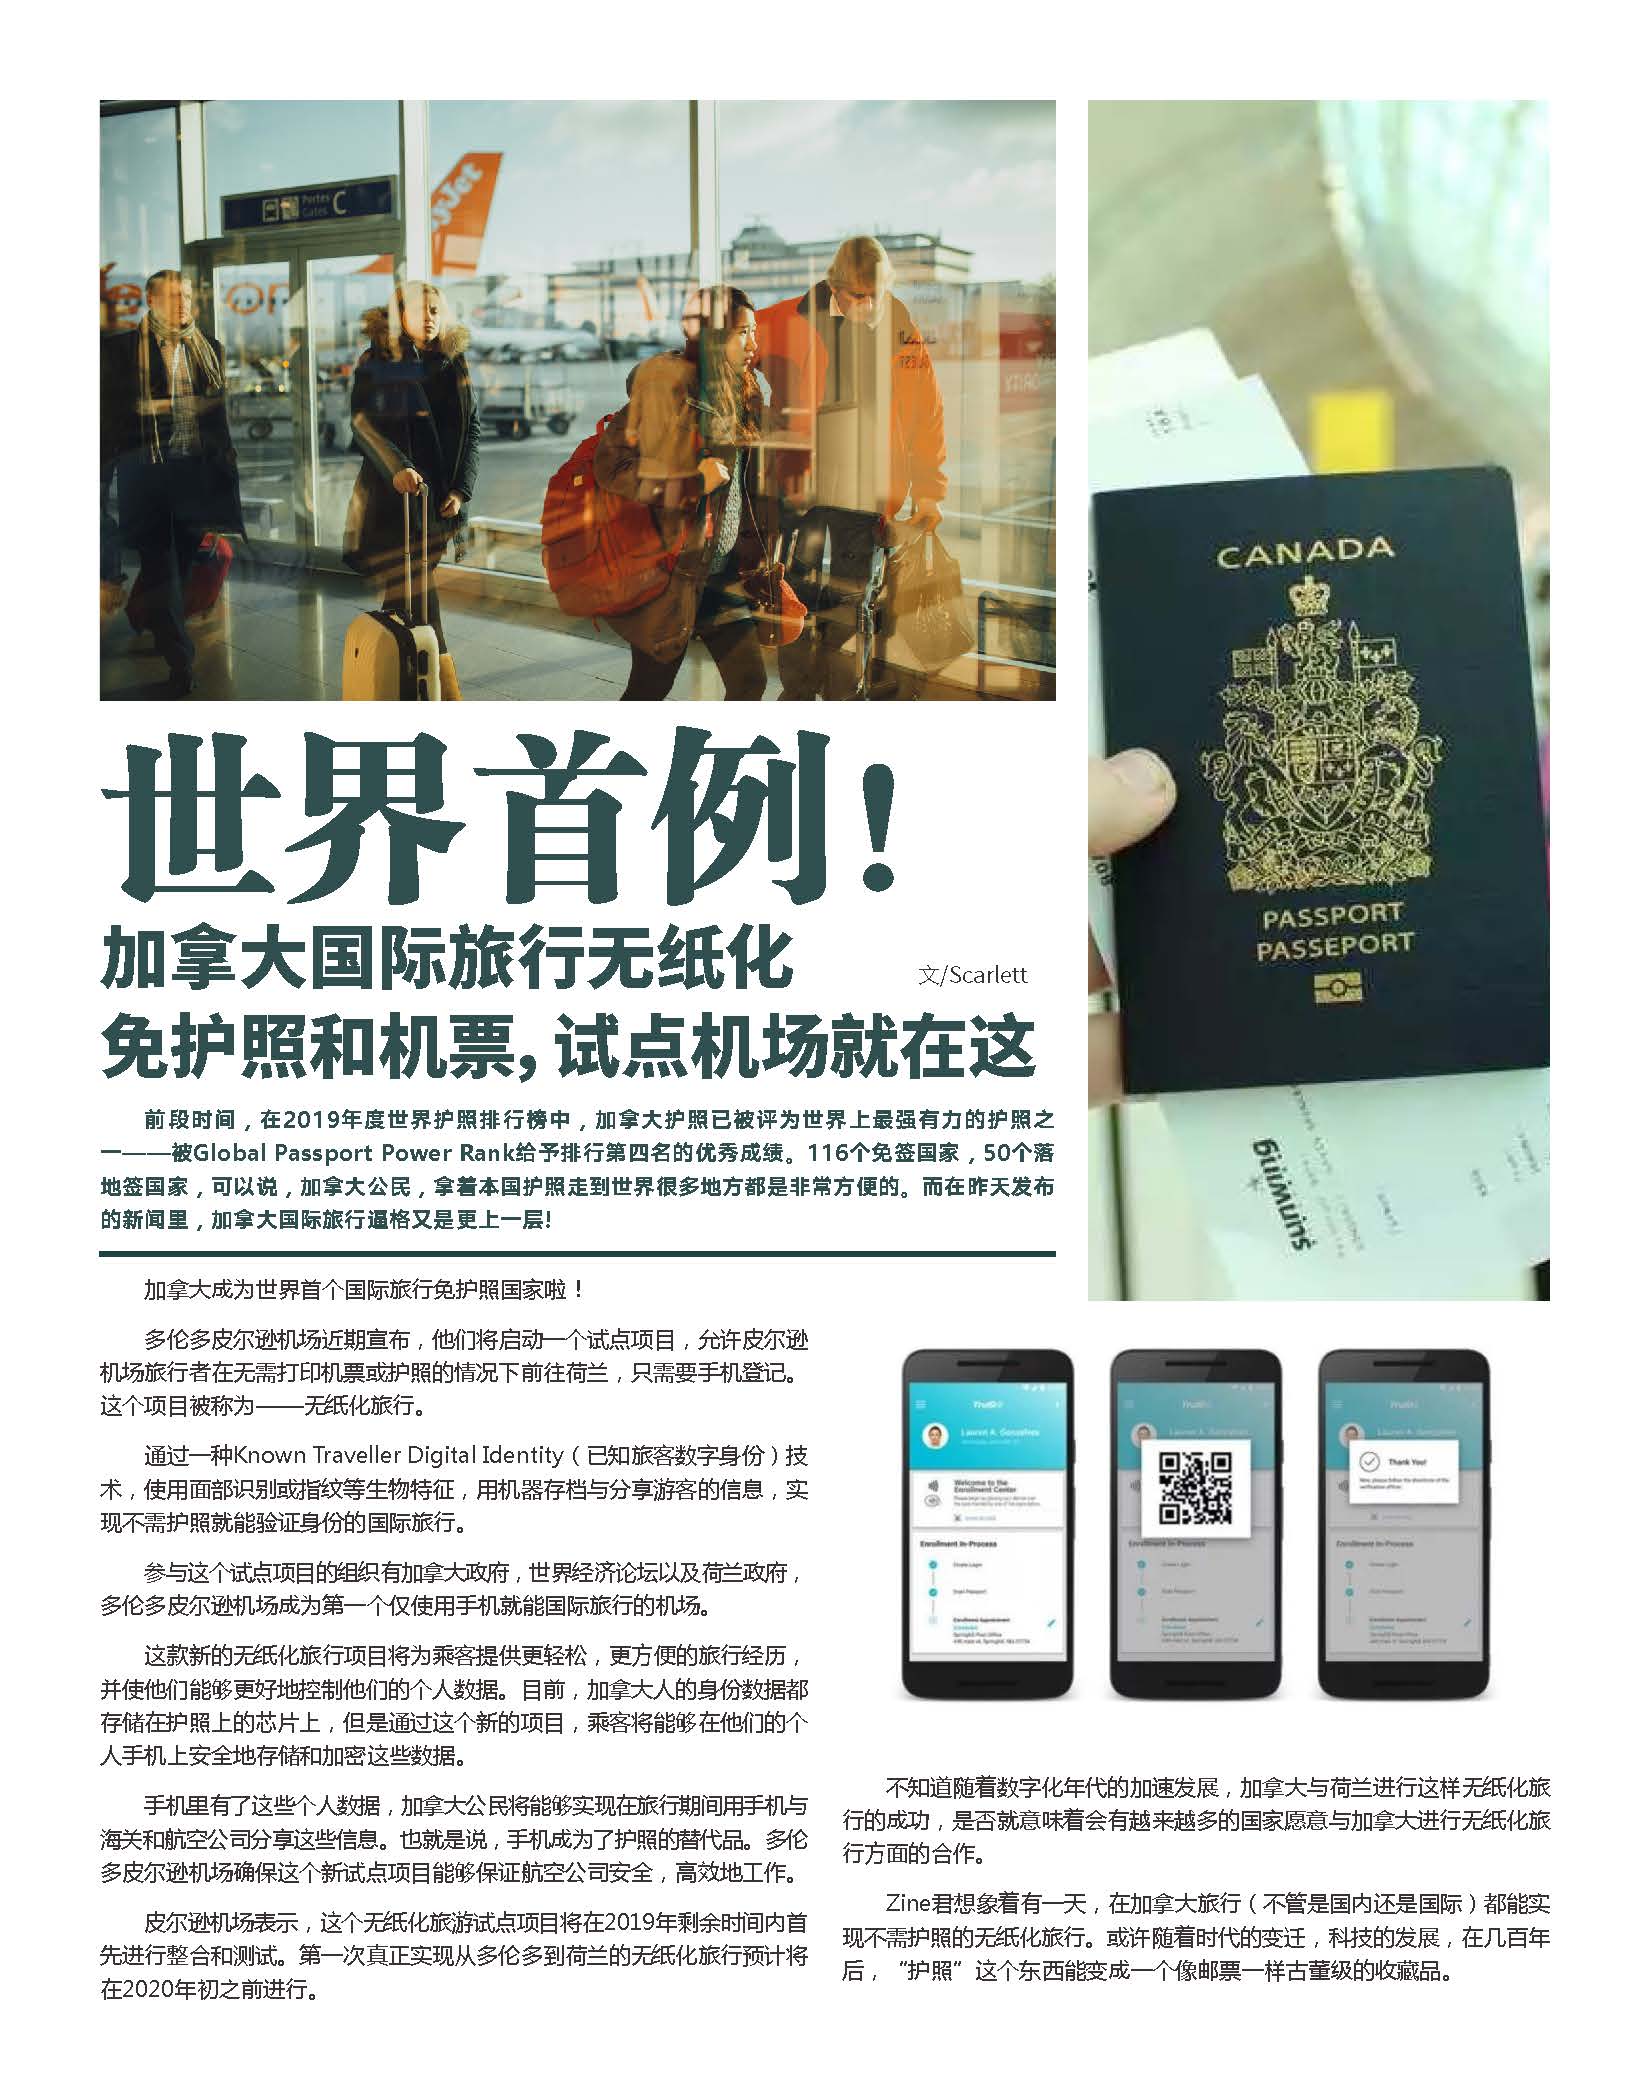 Portes
Gates C
yJet
CANADA
PASSPORT
PASSEPORT
sunwing
世界首例！
加拿大国际旅行无纸化
文/Scarlett
免护照和机票，试点机场就在这
前段时间，在2019年度世界护照排行榜中，加拿大护照已被评为世界上最强有力的护照之
一——被Global Passport Power Rank给予排行第四名的优秀成绩。116个免签国家，50个落
地签国家，可以说，加拿大公民，拿着本国护照走到世界很多地方都是非常方便的。而在昨天发布
的新闻里，加拿大国际旅行逼格又是更上一层!
加拿大成为世界首个国际旅行免护照国家啦！
多伦多皮尔逊机场近期宣布，他们将启动一个试点项目，允许皮尔逊
机场旅行者在无需打印机票或护照的情况下前往荷兰，只需要手机登记。
这个项目被称为——无纸化旅行。
通过一种Known Traveller Digital Identity（已知旅客数字身份）技
术，使用面部识别或指纹等生物特征，用机器存档与分享游客的信息，实
现不需护照就能验证身份的国际旅行。
参与这个试点项目的组织有加拿大政府，世界经济论坛以及荷兰政府，
多伦多皮尔逊机场成为第一个仅使用手机就能国际旅行的机场。
这款新的无纸化旅行项目将为乘客提供更轻松，更方便的旅行经历，
并使他们能够更好地控制他们的个人数据。目前，加拿大人的身份数据都
存储在护照上的芯片上，但是通过这个新的项目，乘客将能够在他们的个
人手机上安全地存储和加密这些数据。
手机里有了这些个人数据，加拿大公民将能够实现在旅行期间用手机与
海关和航空公司分享这些信息。也就是说，手机成为了护照的替代品。多伦
多皮尔逊机场确保这个新试点项目能够保证航空公司安全，高效地工作。
皮尔逊机场表示，这个无纸化旅游试点项目将在2019年剩余时间内首
先进行整合和测试。第一次真正实现从多伦多到荷兰的无纸化旅行预计将
在2020年初之前进行。
Lauren A. Gonzalves
Welcome to the
Enrollment Center
Enrollment In-Process
Create Login
Scan Passport
Enrollment Appointment
Scheduled
Springhill Post Office
Lauren A. Gonzalves
Enrollment In-Process
Thank You!
Now, please follow the directions of the
verification officer.
Enrollment In-Process
不知道随着数字化年代的加速发展，加拿大与荷兰进行这样无纸化旅
行的成功，是否就意味着会有越来越多的国家愿意与加拿大进行无纸化旅
行方面的合作。
Zine君想象着有一天，在加拿大旅行（不管是国内还是国际）都能实
现不需护照的无纸化旅行。或许随着时代的变迁，科技的发展，在几百年
后，“护照”这个东西能变成一个像邮票一样古董级的收藏品。